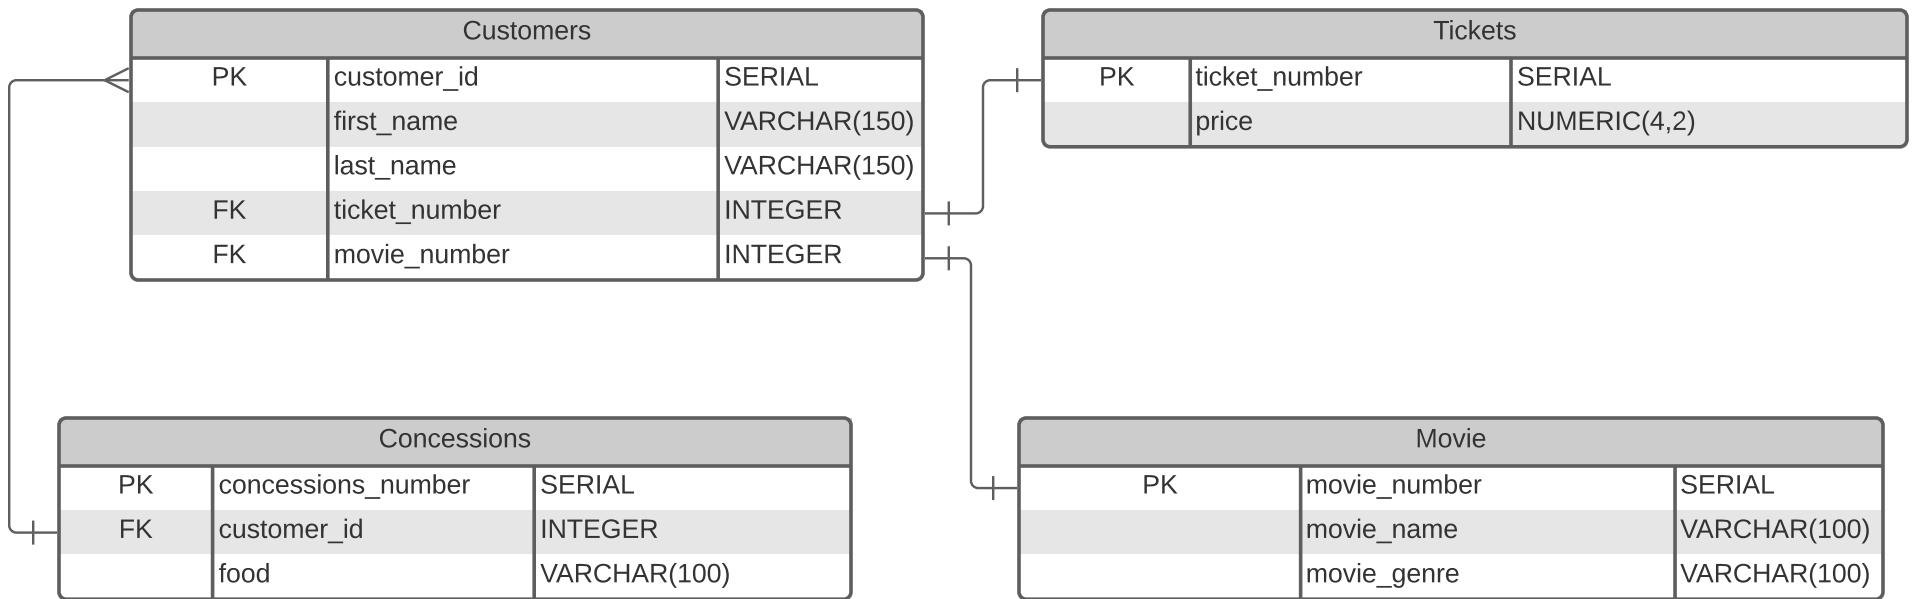 Customers
PK customer_id SERIAL
first_name VARCHAR(150)
last_name VARCHAR(150)
FK ticket_number INTEGER
FK movie_number INTEGER
Tickets
PK ticket_number SERIAL
price NUMERIC(4,2)
Concessions
PK concessions_number SERIAL
FK customer_id INTEGER
food VARCHAR(100)
Movie
PK movie_number SERIAL
movie_name VARCHAR(100)
movie_genre VARCHAR(100)